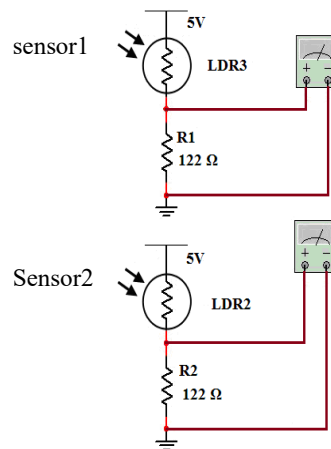 sensor1
5V
LDR3
R1
122 Ω
+ −
Sensor2
5V
LDR2
R2
122 Ω
+ −